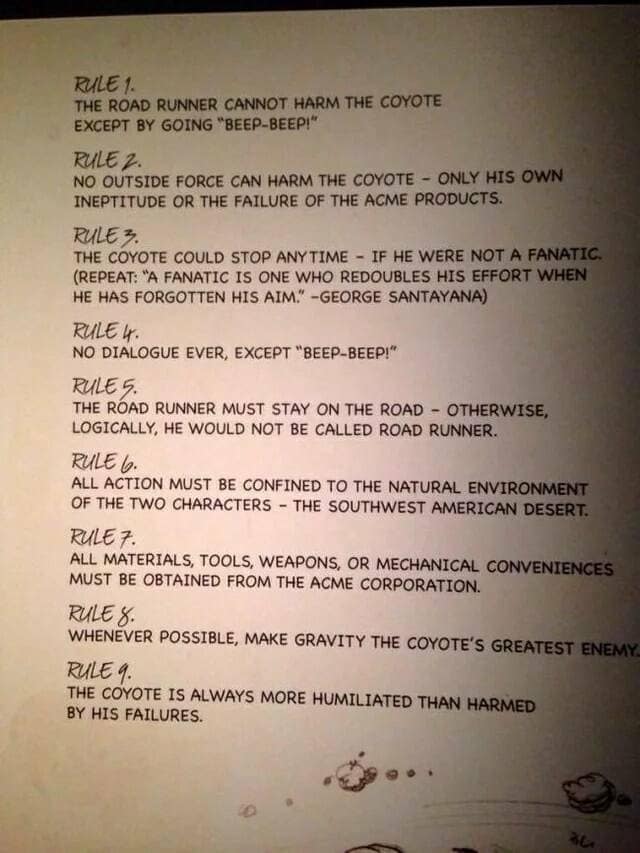 RULE 1.
THE ROAD RUNNER CANNOT HARM THE COYOTE
EXCEPT BY GOING "BEEP-BEEP!"
RULE 2.
NO OUTSIDE FORCE CAN HARM THE COYOTE – ONLY HIS OWN
INEPTITUDE OR THE FAILURE OF THE ACME PRODUCTS.
RULE 3.
THE COYOTE COULD STOP ANYTIME – IF HE WERE NOT A FANATIC.
(REPEAT: "A FANATIC IS ONE WHO REDOUBLES HIS EFFORT WHEN
HE HAS FORGOTTEN HIS AIM." –GEORGE SANTAYANA)
RULE 4.
NO DIALOGUE EVER, EXCEPT "BEEP-BEEP!"
RULE 5.
THE ROAD RUNNER MUST STAY ON THE ROAD – OTHERWISE,
LOGICALLY, HE WOULD NOT BE CALLED ROAD RUNNER.
RULE 6.
ALL ACTION MUST BE CONFINED TO THE NATURAL ENVIRONMENT
OF THE TWO CHARACTERS – THE SOUTHWEST AMERICAN DESERT.
RULE 7.
ALL MATERIALS, TOOLS, WEAPONS, OR MECHANICAL CONVENIENCES
MUST BE OBTAINED FROM THE ACME CORPORATION.
RULE 8.
WHENEVER POSSIBLE, MAKE GRAVITY THE COYOTE'S GREATEST ENEMY.
RULE 9.
THE COYOTE IS ALWAYS MORE HUMILIATED THAN HARMED
BY HIS FAILURES.